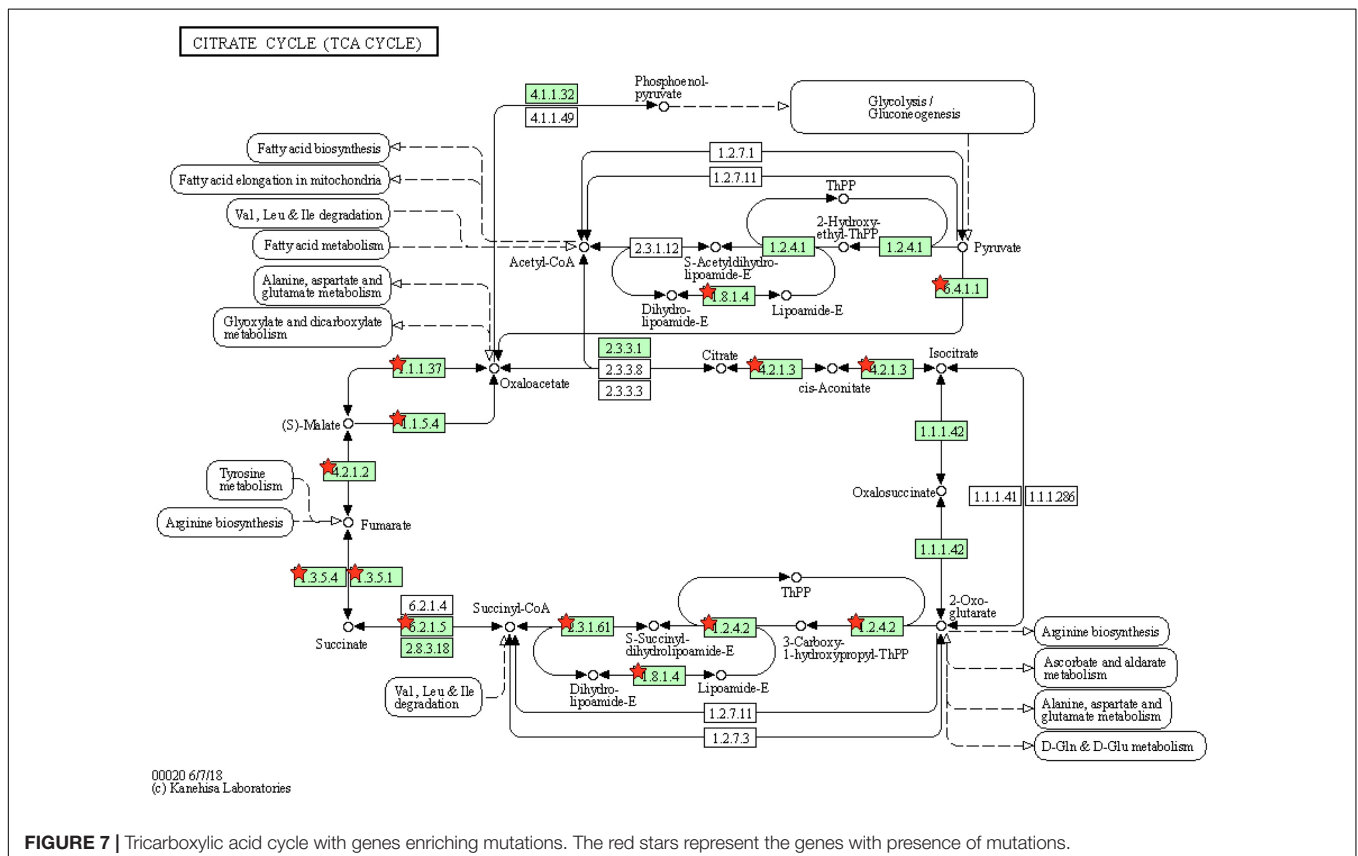 CITRATE CYCLE (TCA CYCLE)
Phosphoenol-
pyruvate
4.1.1.32
4.1.1.49
Glycolysis /
Gluconeogenesis
Fatty acid biosynthesis
Fatty acid elongation in mitochondria
Val, Leu & Ile degradation
Fatty acid metabolism
Alanine, aspartate and
glutamate metabolism
Glyoxylate and dicarboxylate
metabolism
1.2.7.1
1.2.7.11
ThPP
2-Hydroxy-
ethyl-ThPP
Acetyl-CoA
2.3.1.12
S-Acetyldihydro-
lipoamide-E
1.2.4.1
1.2.4.1
Pyruvate
Dihydro-
lipoamide-E
1.8.1.4
Lipoamide-E
6.4.1.1
1.1.1.37
Oxaloacetate
2.3.3.1
2.3.3.8
2.3.3.3
Citrate
4.2.1.3
cis-Aconitate
4.2.1.3
Isocitrate
(S)-Malate
1.1.5.4
1.1.1.42
4.2.1.2
Tyrosine
metabolism
Oxalosuccinate
1.1.1.41
1.1.1.286
Arginine biosynthesis
Fumarate
1.1.1.42
1.3.5.4
1.3.5.1
ThPP
6.2.1.4
6.2.1.5
2.8.3.18
Succinate
Succinyl-CoA
2.3.1.61
S-Succinyl-
dihydrolipoamide-E
1.2.4.2
3-Carboxy-
1-hydroxypropyl-ThPP
1.2.4.2
2-Oxo-
glutarate
Arginine biosynthesis
Ascorbate and aldarate
metabolism
Alanine, aspartate and
glutamate metabolism
D-Gln & D-Glu metabolism
Val, Leu & Ile
degradation
Dihydro-
lipoamide-E
1.8.1.4
Lipoamide-E
1.2.7.11
1.2.7.3
00020 6/7/18
(c) Kanehisa Laboratories
FIGURE 7 | Tricarboxylic acid cycle with genes enriching mutations. The red stars represent the genes with presence of mutations.